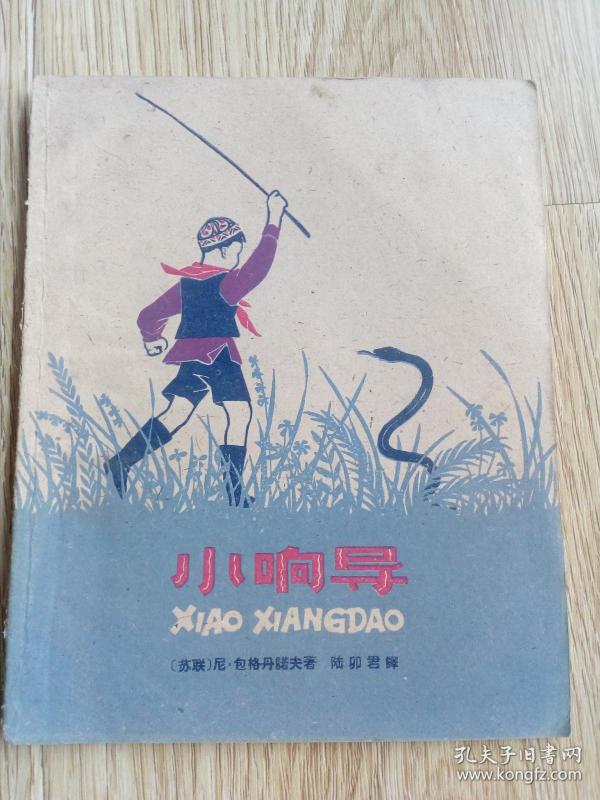 小响导
XIAO XIANGDAO
〔苏联〕尼·包格丹諾夫著 陆卯君譯
孔夫子旧书网
www.kongfz.com